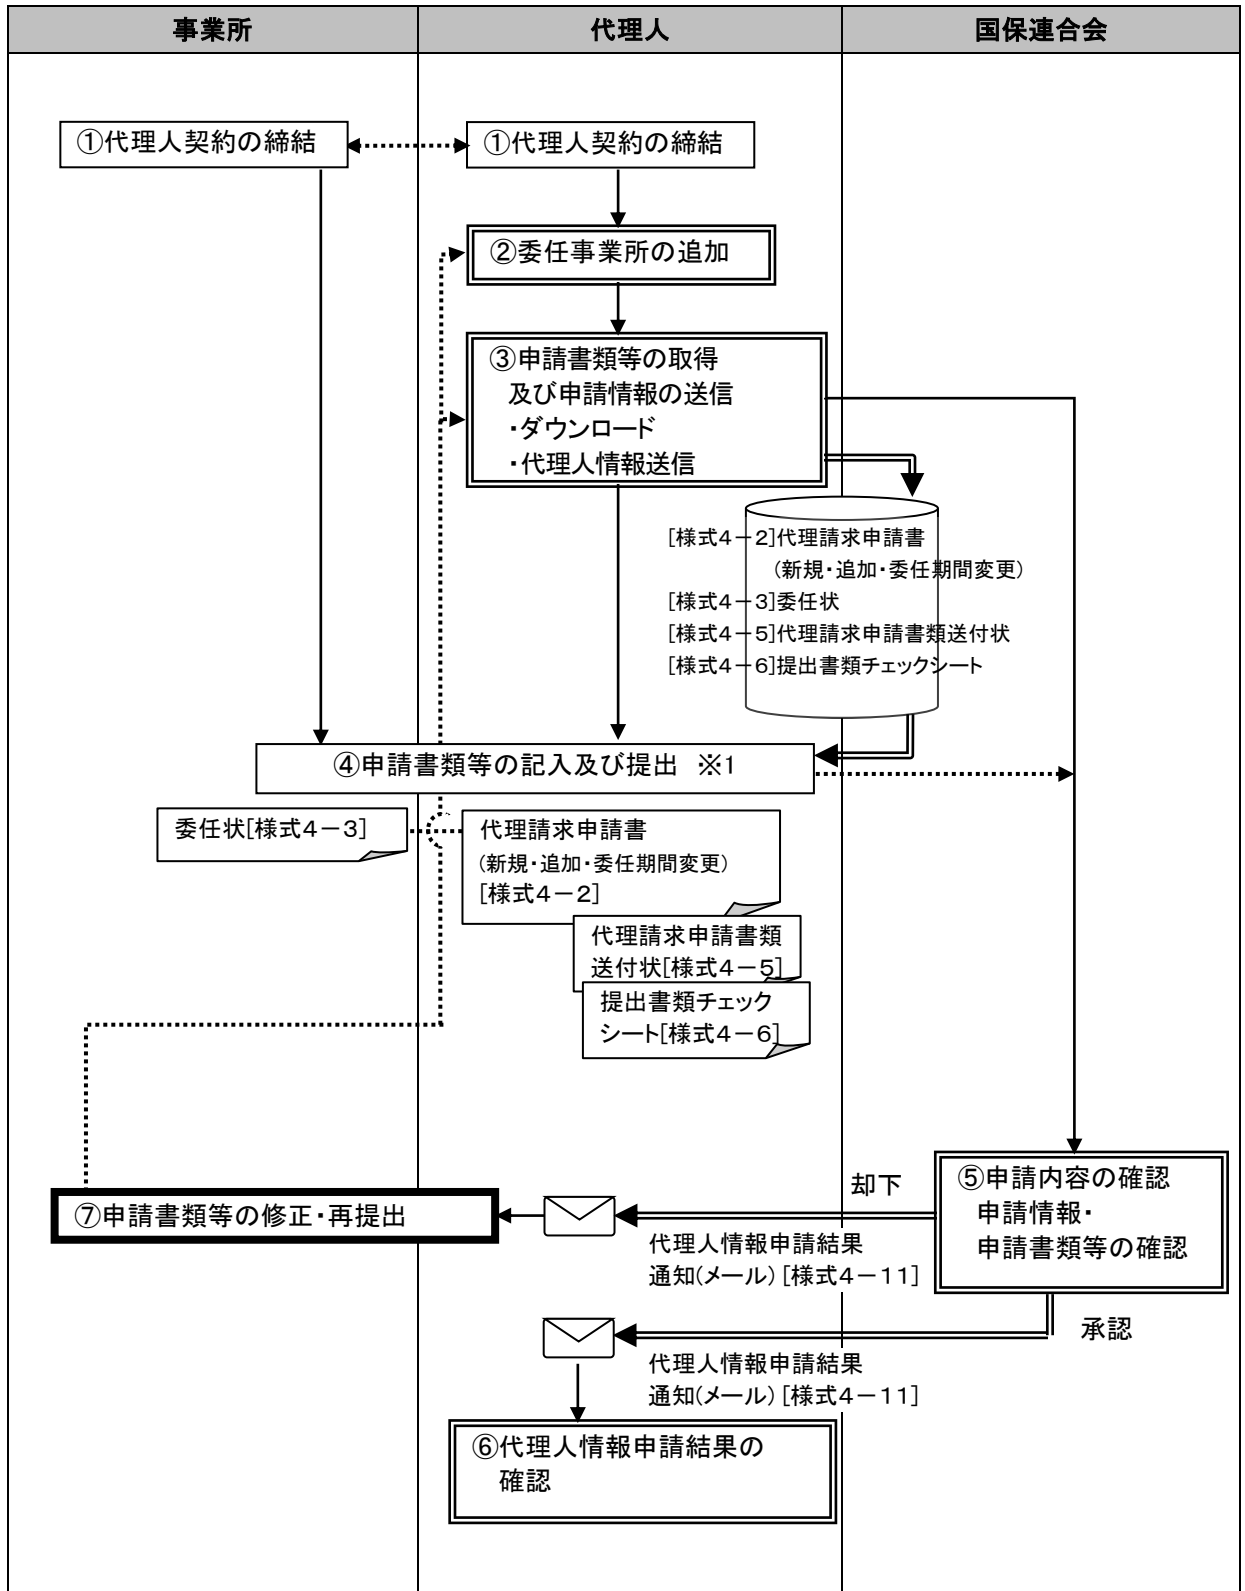 事業所
代理人
国保連合会
①代理人契約の締結
①代理人契約の締結
②委任事業所の追加
③申請書類等の取得
及び申請情報の送信
・ダウンロード
・代理人情報送信
[様式4-2]代理請求申請書
(新規・追加・委任期間変更)
[様式4-3]委任状
[様式4-5]代理請求申請書類送付状
[様式4-6]提出書類チェックシート
④申請書類等の記入及び提出 ※1
委任状[様式4-3]
代理請求申請書
(新規・追加・委任期間変更)
[様式4-2]
代理請求申請書類
送付状[様式4-5]
提出書類チェック
シート[様式4-6]
⑤申請内容の確認
申請情報・
申請書類等の確認
却下
⑦申請書類等の修正・再提出
代理人情報申請結果
通知(メール)[様式4-11]
承認
代理人情報申請結果
通知(メール)[様式4-11]
⑥代理人情報申請結果の
確認